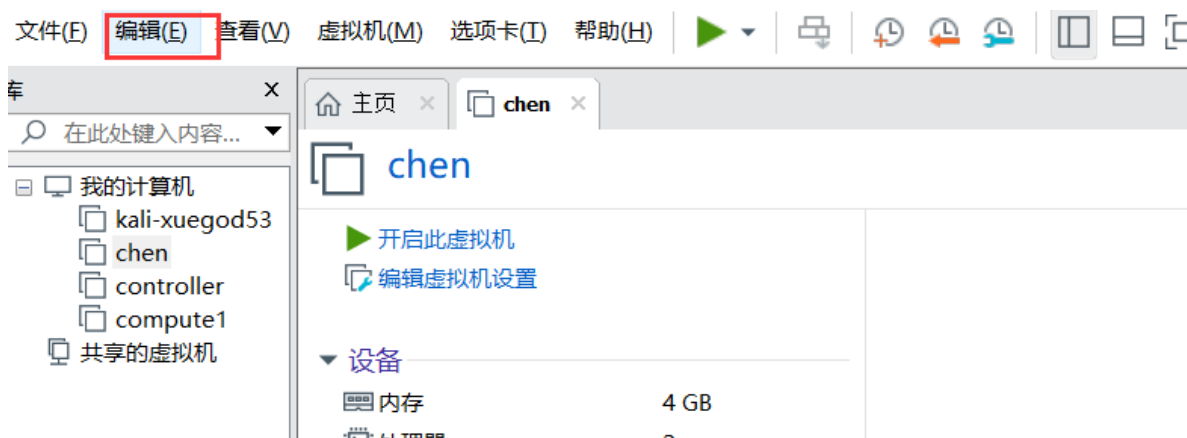 文件(F) 编辑(E) 查看(V) 虚拟机(M) 选项卡(T) 帮助(H)
库
主页
chen
在此处键入内容...
chen
我的计算机
kali-xuegod53
chen
controller
compute1
共享的虚拟机
开启此虚拟机
编辑虚拟机设置
设备
内存 4 GB